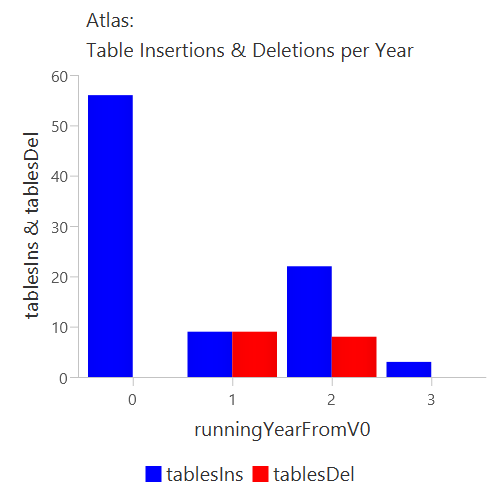 Atlas:
Table Insertions & Deletions per Year
tablesIns & tablesDel
60
50
40
30
20
10
0
0 1 2 3
runningYearFromV0
tablesIns tablesDel